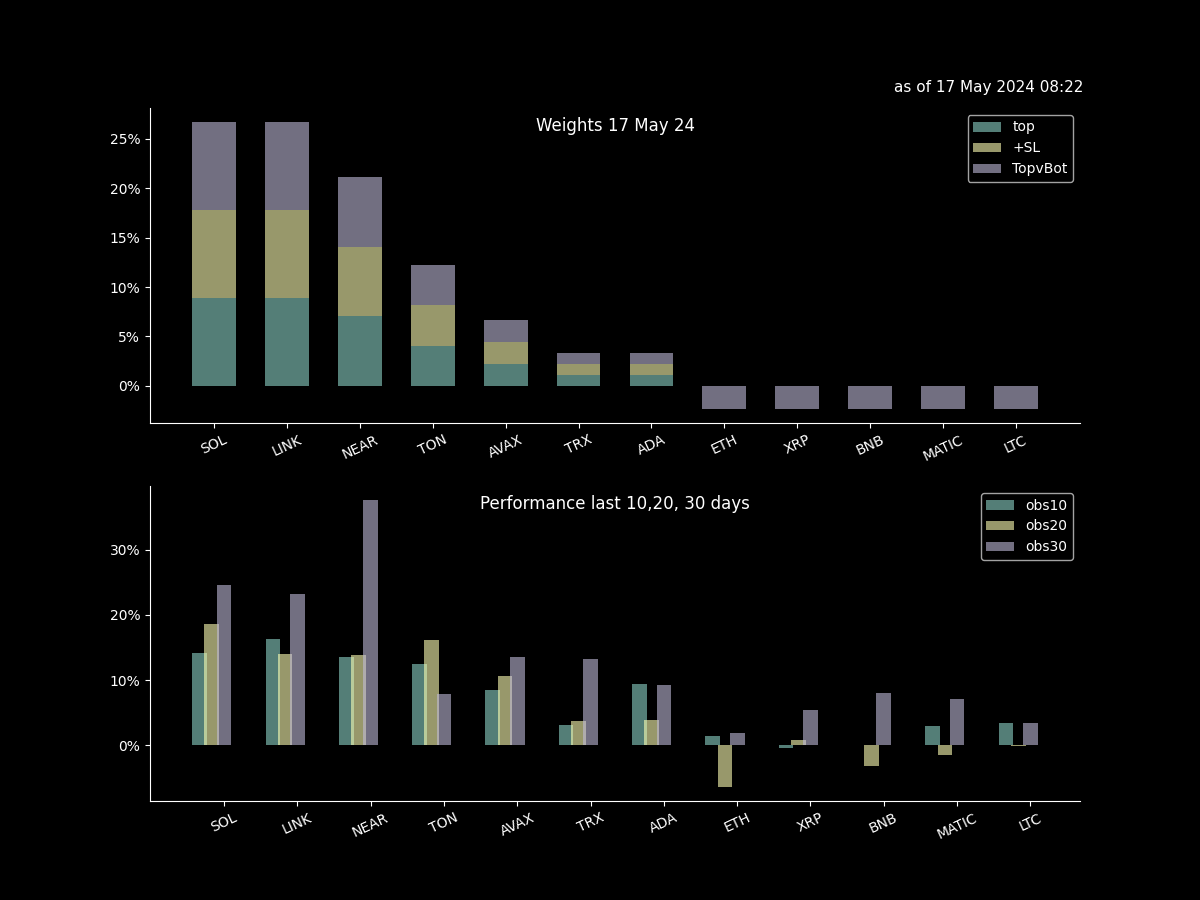 as of 17 May 2024 08:22
Weights 17 May 24
top
+SL
TopvBot
25%
20%
15%
10%
5%
0%
SOL LINK NEAR TON AVAX TRX ADA ETH XRP BNB MATIC LTC
Performance last 10,20, 30 days
obs10
obs20
obs30
30%
20%
10%
0%
SOL LINK NEAR TON AVAX TRX ADA ETH XRP BNB MATIC LTC